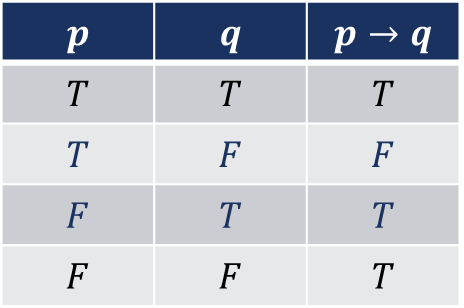 p q p → q
T T T
T F F
F T T
F F T